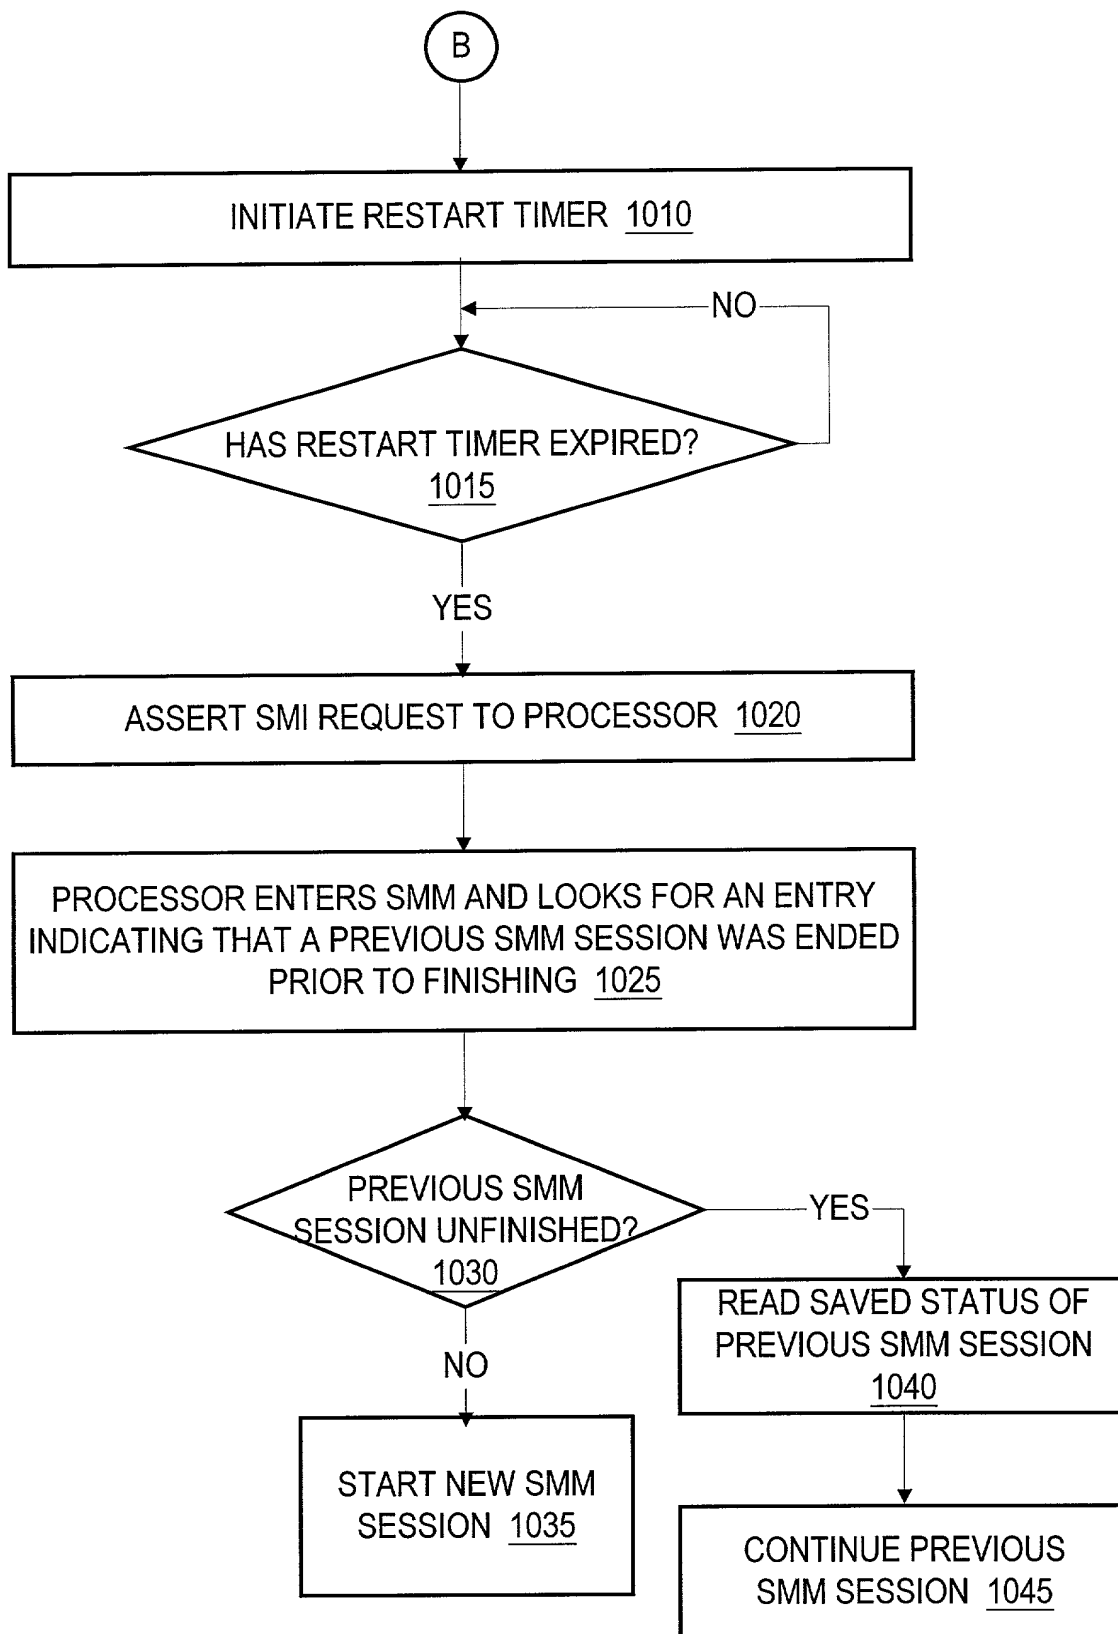 B
INITIATE RESTART TIMER 1010
NO
HAS RESTART TIMER EXPIRED?
1015
YES
ASSERT SMI REQUEST TO PROCESSOR 1020
PROCESSOR ENTERS SMM AND LOOKS FOR AN ENTRY
INDICATING THAT A PREVIOUS SMM SESSION WAS ENDED
PRIOR TO FINISHING 1025
PREVIOUS SMM
SESSION UNFINISHED?
1030
YES
NO
READ SAVED STATUS OF
PREVIOUS SMM SESSION
1040
START NEW SMM
SESSION 1035
CONTINUE PREVIOUS
SMM SESSION 1045